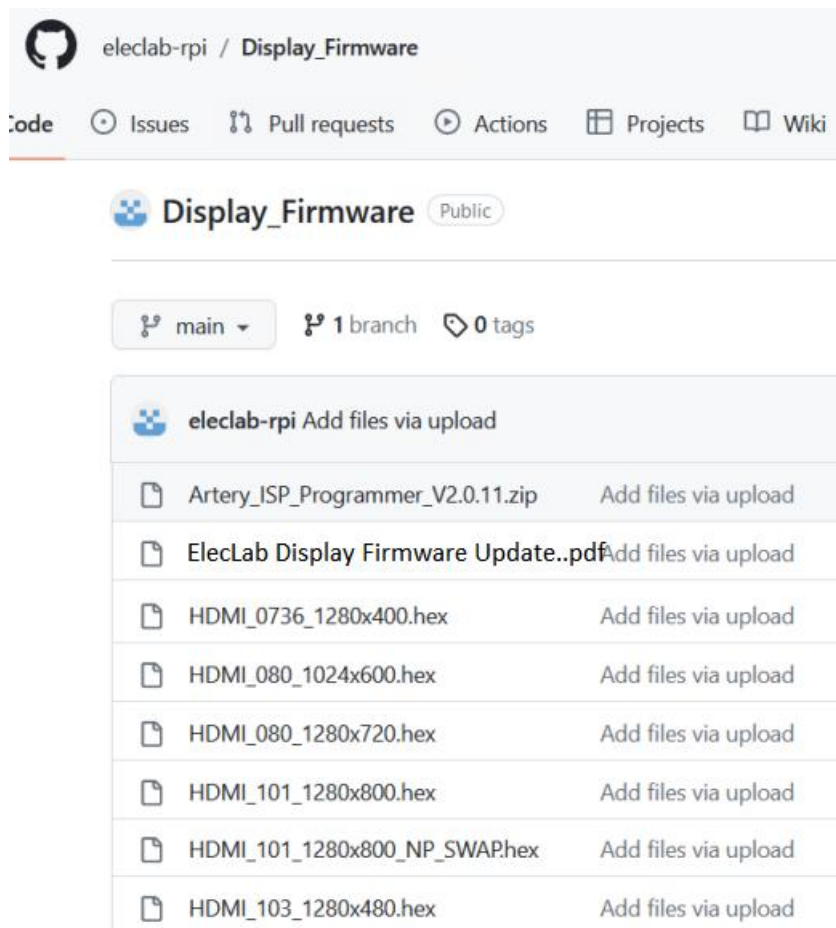 eleclab-rpi / Display_Firmware
Code Issues Pull requests Actions Projects Wiki
Display_Firmware Public
main 1 branch 0 tags
eleclab-rpi Add files via upload
Artery_ISP_Programmer_V2.0.11.zip Add files via upload
ElecLab Display Firmware Update..pdf Add files via upload
HDMI_0736_1280x400.hex Add files via upload
HDMI_080_1024x600.hex Add files via upload
HDMI_080_1280x720.hex Add files via upload
HDMI_101_1280x800.hex Add files via upload
HDMI_101_1280x800_NP_SWAP.hex Add files via upload
HDMI_103_1280x480.hex Add files via upload